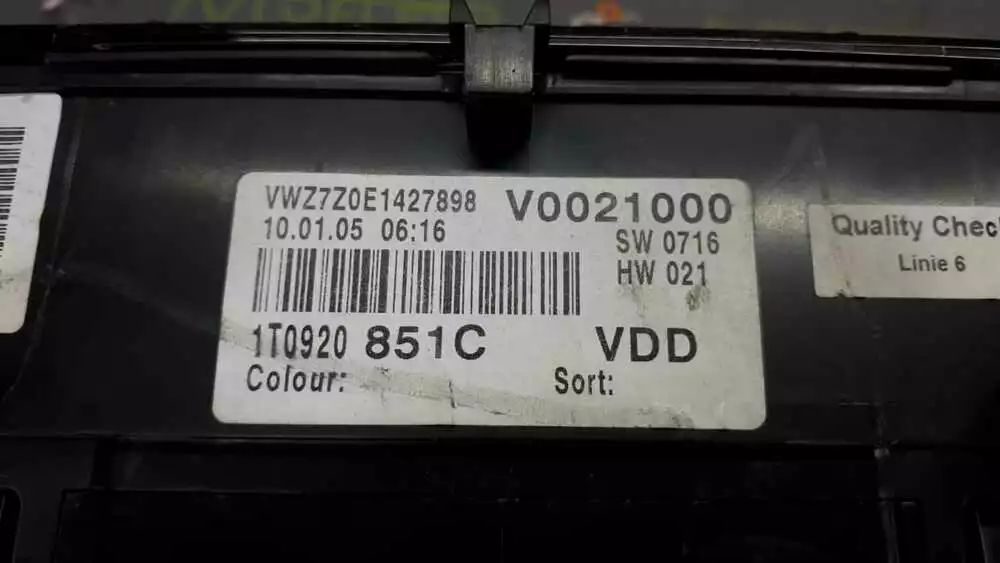 VWZ7Z0E1427898 V0021000
10.01.05 06:16 SW 0716
HW 021
1T0920 851C VDD
Colour: Sort:
Quality Chec
Linie 6